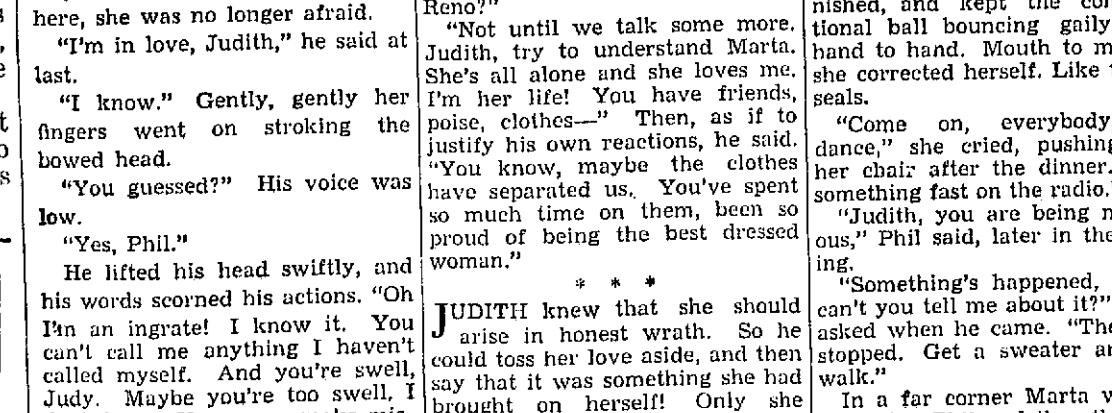 here, she was no longer afraid.
"I'm in love, Judith," he said at
last.
"I know." Gently, gently her
fingers went on stroking the
bowed head.
"You guessed?" His voice was
low.
"Yes, Phil."
He lifted his head swiftly, and
his words scorned his actions. "Oh
I'm an ingrate! I know it. You
can't call me anything I haven't
called myself. And you're swell,
Judy. Maybe you're too swell, I
Reno?"
"Not until we talk some more.
Judith, try to understand Marta.
She's all alone and she loves me.
I'm her life! You have friends,
poise, clothes—" Then, as if to
justify his own reactions, he said.
"You know, maybe the clothes
have separated us. You've spent
so much time on them, been so
proud of being the best dressed
woman."
* * *
JUDITH knew that she should
arise in honest wrath. So he
could toss her love aside, and then
say that it was something she had
brought on herself! Only she
nished, and kept the
tional ball bouncing gaily
hand to hand. Mouth to
she corrected herself. Like
seals.
"Come on, everybody
dance," she cried, pushing
her chair after the dinner.
something fast on the radio.
"Judith, you are being
ous," Phil said, later in the
ing.
"Something's happened,
can't you tell me about it?"
asked when he came. "The
stopped. Get a sweater
walk."
In a far corner Marta